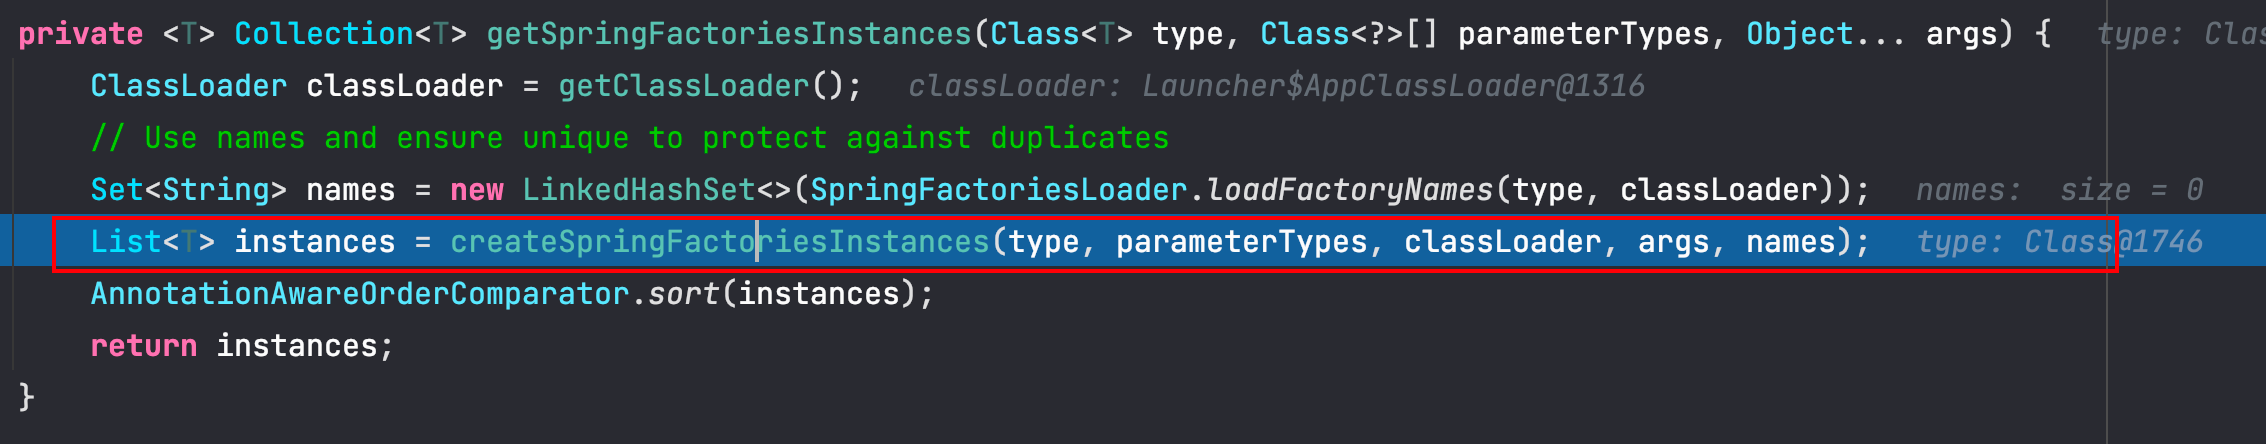 private <T> Collection<T> getSpringFactoriesInstances(Class<T> type, Class<?>[] parameterTypes, Object... args) { type: Clas
ClassLoader classLoader = getClassLoader(); classLoader: Launcher$AppClassLoader@1316
// Use names and ensure unique to protect against duplicates
Set<String> names = new LinkedHashSet<>(SpringFactoriesLoader.loadFactoryNames(type, classLoader)); names: size = 0
List<T> instances = createSpringFactoriesInstances(type, parameterTypes, classLoader, args, names); type: Class@1746
AnnotationAwareOrderComparator.sort(instances);
return instances;
}